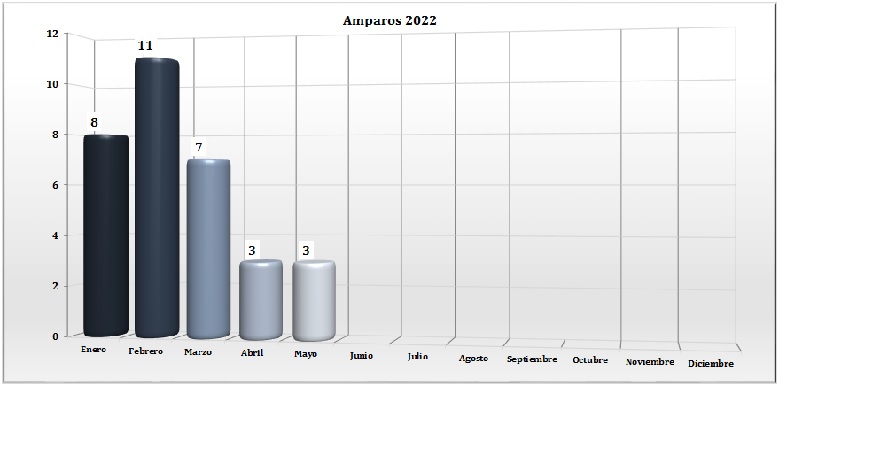 Amparos 2022
12
10
8
6
4
2
0
8
11
7
3
3
Enero
Febrero
Marzo
Abril
Mayo
Junio
Julio
Agosto
Septiembre
Octubre
Noviembre
Diciembre